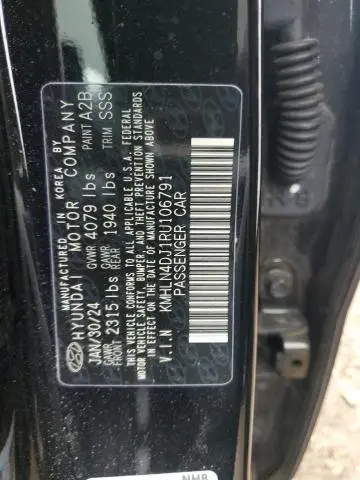 MANUFACTURED IN KOREA BY
HYUNDAI MOTOR COMPANY
JAN/30/24 GVWR 4079 lbs PAINT A2B
GAWR FRONT 2315 lbs GAWR REAR 1940 lbs TRIM SSS
THIS VEHICLE CONFORMS TO ALL APPLICABLE U.S.A. FEDERAL
MOTOR VEHICLE SAFETY, BUMPER, AND THEFT PREVENTION STANDARDS
IN EFFECT ON THE DATE OF MANUFACTURE SHOWN ABOVE.
V.I.N KMHLN4DJ1RU106791
PASSENGER CAR
NH8